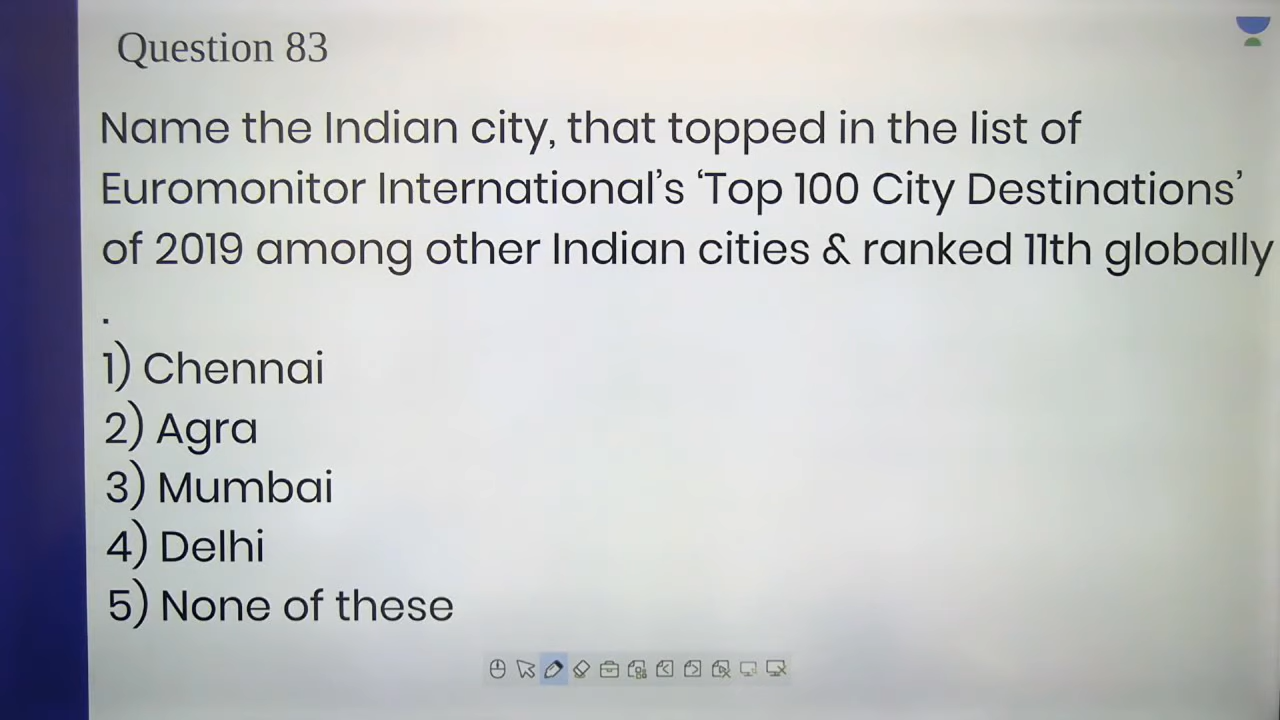 Question 83
Name the Indian city, that topped in the list of
Euromonitor International’s ‘Top 100 City Destinations’
of 2019 among other Indian cities & ranked 11th globally
.
1) Chennai
2) Agra
3) Mumbai
4) Delhi
5) None of these